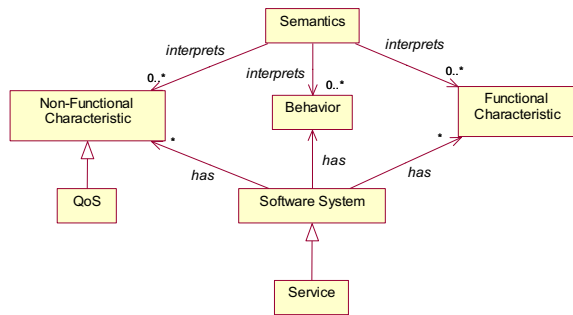 Semantics
interprets
interprets
interprets
0..*
0..*
0..*
Non-Functional
Characteristic
Behavior
Functional
Characteristic
*
*
has
has
has
QoS
Software System
Service